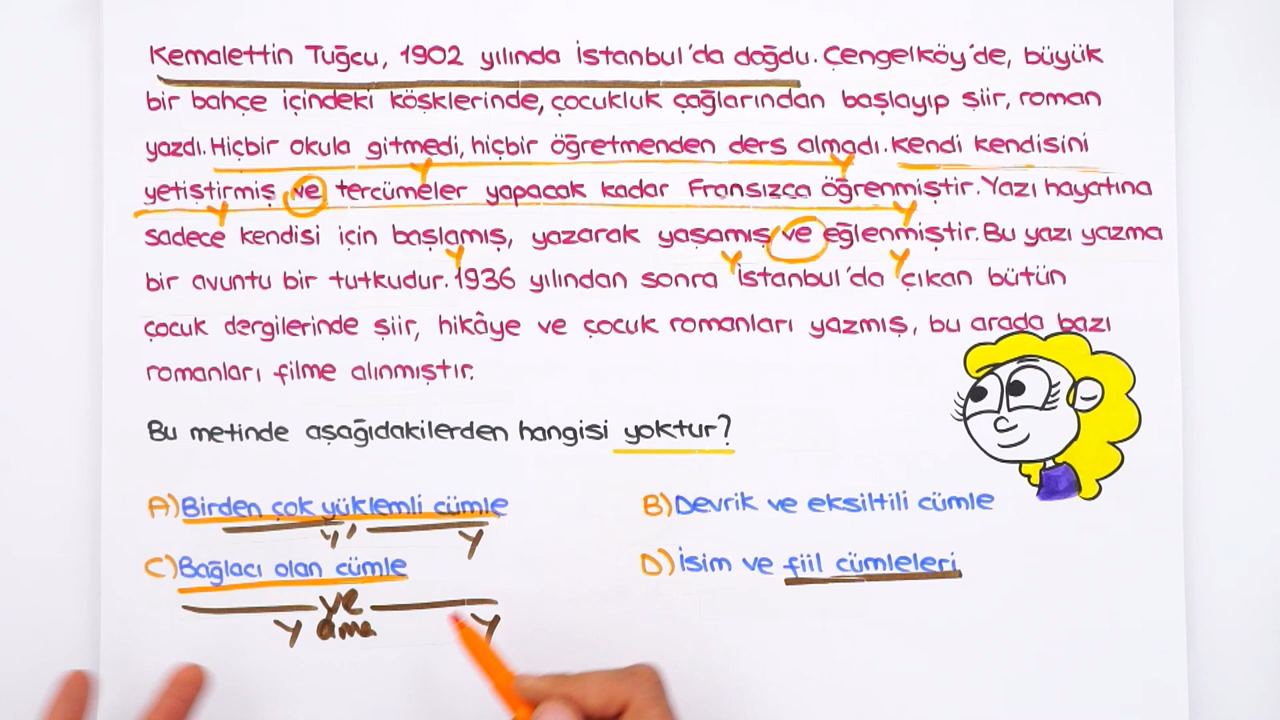 Kemalettin Tuğcu, 1902 yılında İstanbul'da doğdu. Çengelköy'de, büyük
bir bahçe içindeki köşklerinde, çocukluk çağlarından başlayıp şiir, roman
yazdı. Hiçbir okula gitmedi, hiçbir öğretmenden ders almadı. Kendi kendisini
Y Y
yetiştirmiş ve tercümeler yapacak kadar Fransızca öğrenmiştir. Yazı hayatına
Y Y
sadece kendisi için başlamış, yazarak yaşamış ve eğlenmiştir. Bu yazı yazma
Y Y Y
bir avuntu bir tutkudur. 1936 yılından sonra İstanbul'da çıkan bütün
çocuk dergilerinde şiir, hikâye ve çocuk romanları yazmış, bu arada bazı
romanları filme alınmıştır.
Bu metinde aşağıdakilerden hangisi yoktur?
A) Birden çok yüklemli cümle
Y, Y
B) Devrik ve eksiltili cümle
C) Bağlacı olan cümle
ve
Y ama Y
D) İsim ve fiil cümleleri